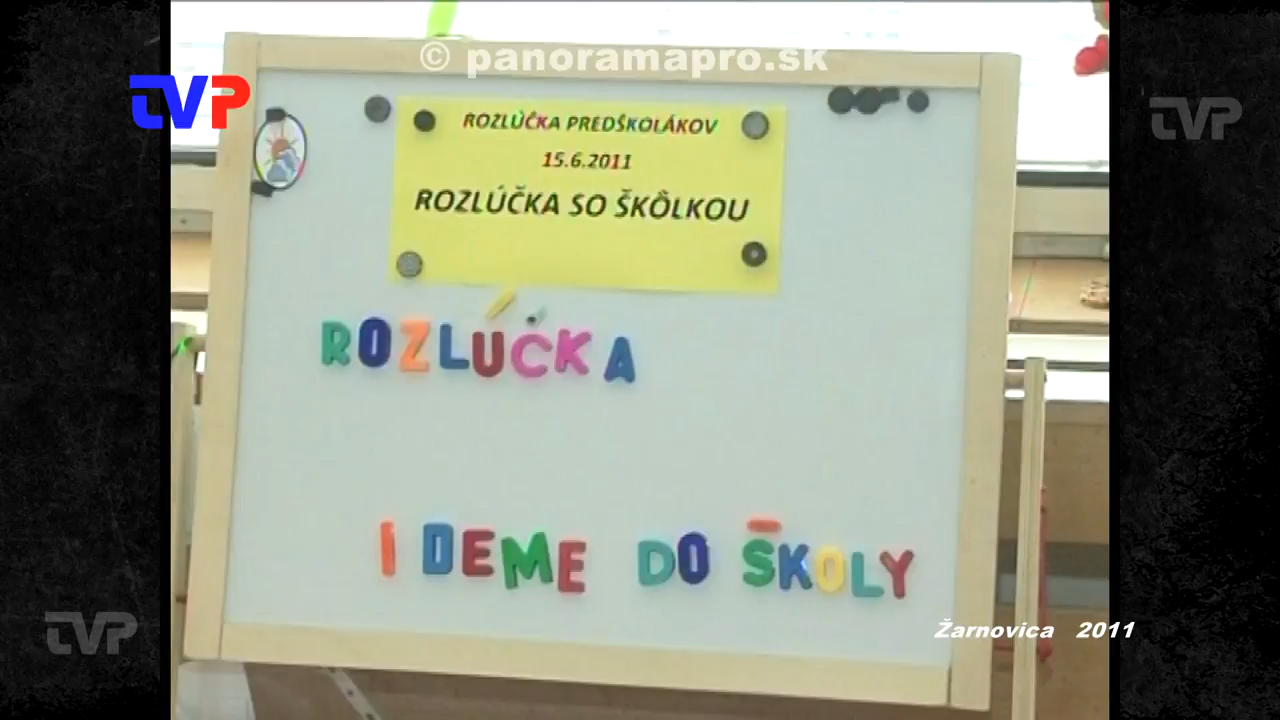 © panoramapro.sk
TVP
TVP
ROZLÚČKA PREDŠKOLÁKOV
15.6.2011
ROZLÚČKA SO ŠKÔLKOU
ROZLÚČKA
IDEME DO ŠKOLY
TVP
Žarnovica 2011